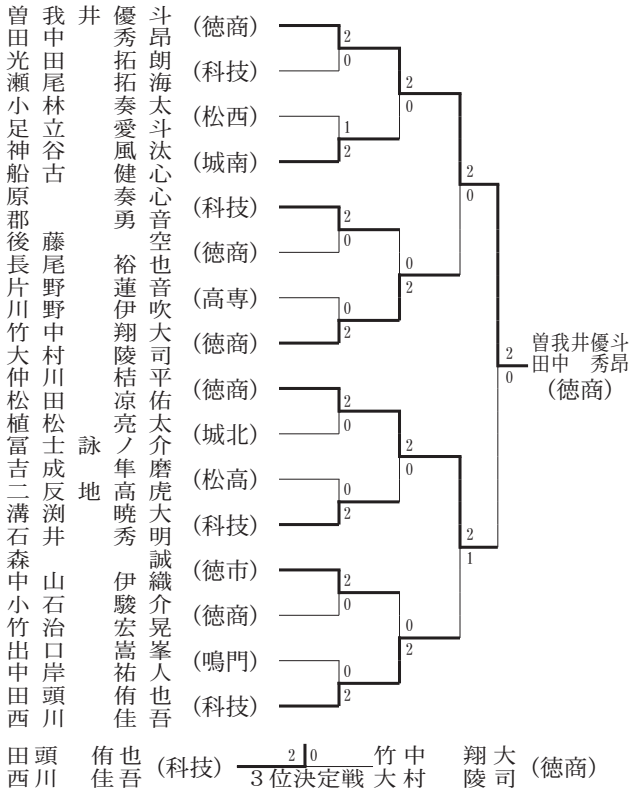 曽我井優斗
田中秀昂 (徳商)
光田拓朗
瀬尾拓海 (科技)
小林奏太
足立愛斗 (松西)
神谷風汰
船古健心 (城南)
原奏心
郡勇音 (科技)
後藤空
長尾裕也 (徳商)
片野蓮音
川野伊吹 (高専)
竹中翔大
大村陵司 (徳商)
仲川桔平
松田凉佑 (徳商)
植松亮太
冨士詠ノ介 (城北)
吉成隼磨
二反地高虎 (松高)
溝渕暁大
石井秀明 (科技)
森誠
中山伊織 (徳市)
小石駿介
竹治宏晃 (徳商)
出口嵩峯
中岸祐人 (鳴門)
田頭侑也
西川佳吾 (科技)
2
0
1
2
2
0
0
2
2
0
0
2
2
0
0
2
2
0
0
2
2
0
0
2
2
0
2
1
2
0
曽我井優斗
田中 秀昂
(徳商)
田頭 侑也
西川 佳吾 (科技)
2 0
3位決定戦
竹中 翔大
大村 陵司 (徳商)